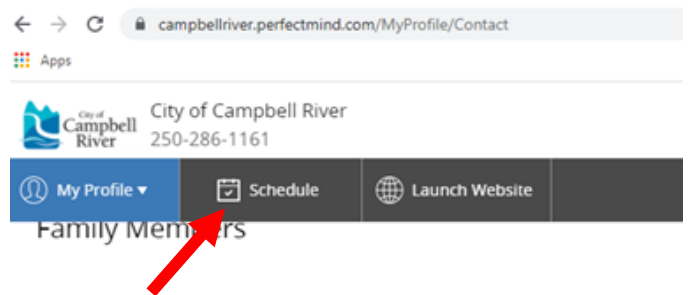 campbellriver.perfectmind.com/MyProfile/Contact
Apps
City of
Campbell
River
City of Campbell River
250-286-1161
My Profile ▾
Schedule
Launch Website
Family Members